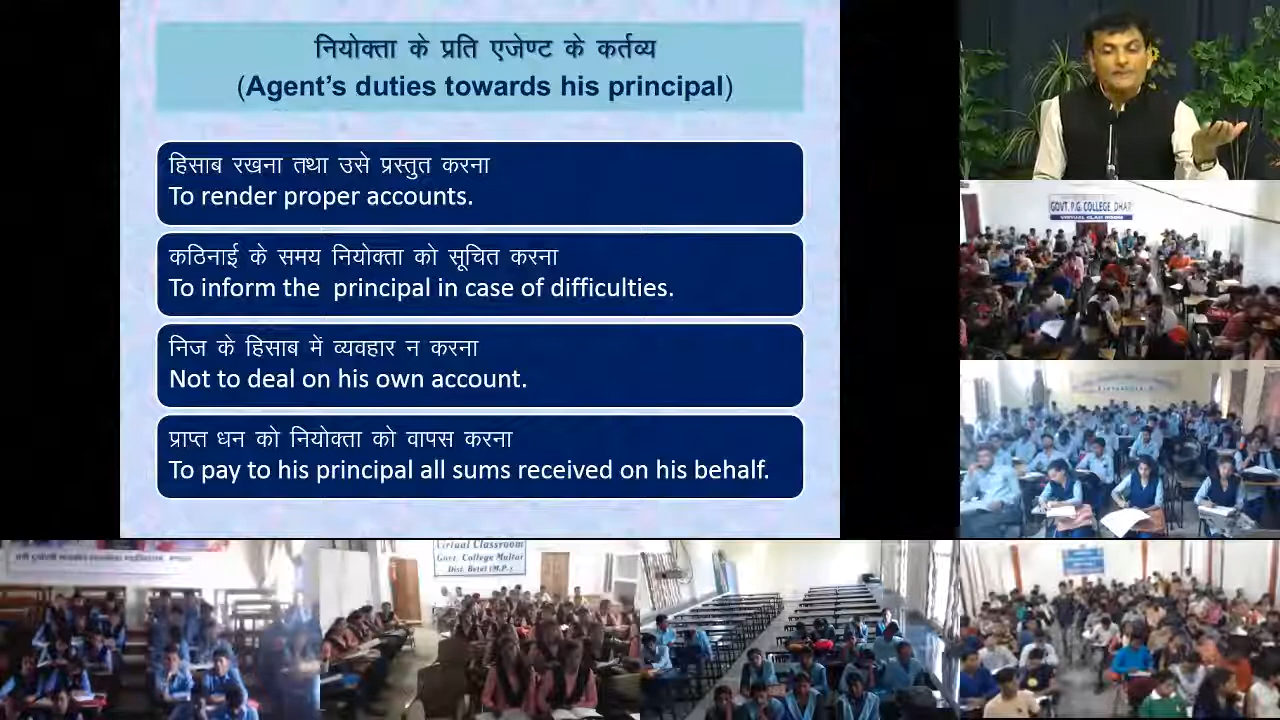 नियोक्ता के प्रति एजेण्ट के कर्तव्य
(Agent’s duties towards his principal)
हिसाब रखना तथा उसे प्रस्तुत करना
To render proper accounts.
कठिनाई के समय नियोक्ता को सूचित करना
To inform the  principal in case of difficulties.
निज के हिसाब में व्यवहार न करना
Not to deal on his own account.
प्राप्त धन को नियोक्ता को वापस करना
To pay to his principal all sums received on his behalf.
GOVT. P.G. COLLEGE, DHAR
VIRTUAL CLASS ROOM
Virtual Classroom
Govt. College Multai
Dist. Betul (M.P.)